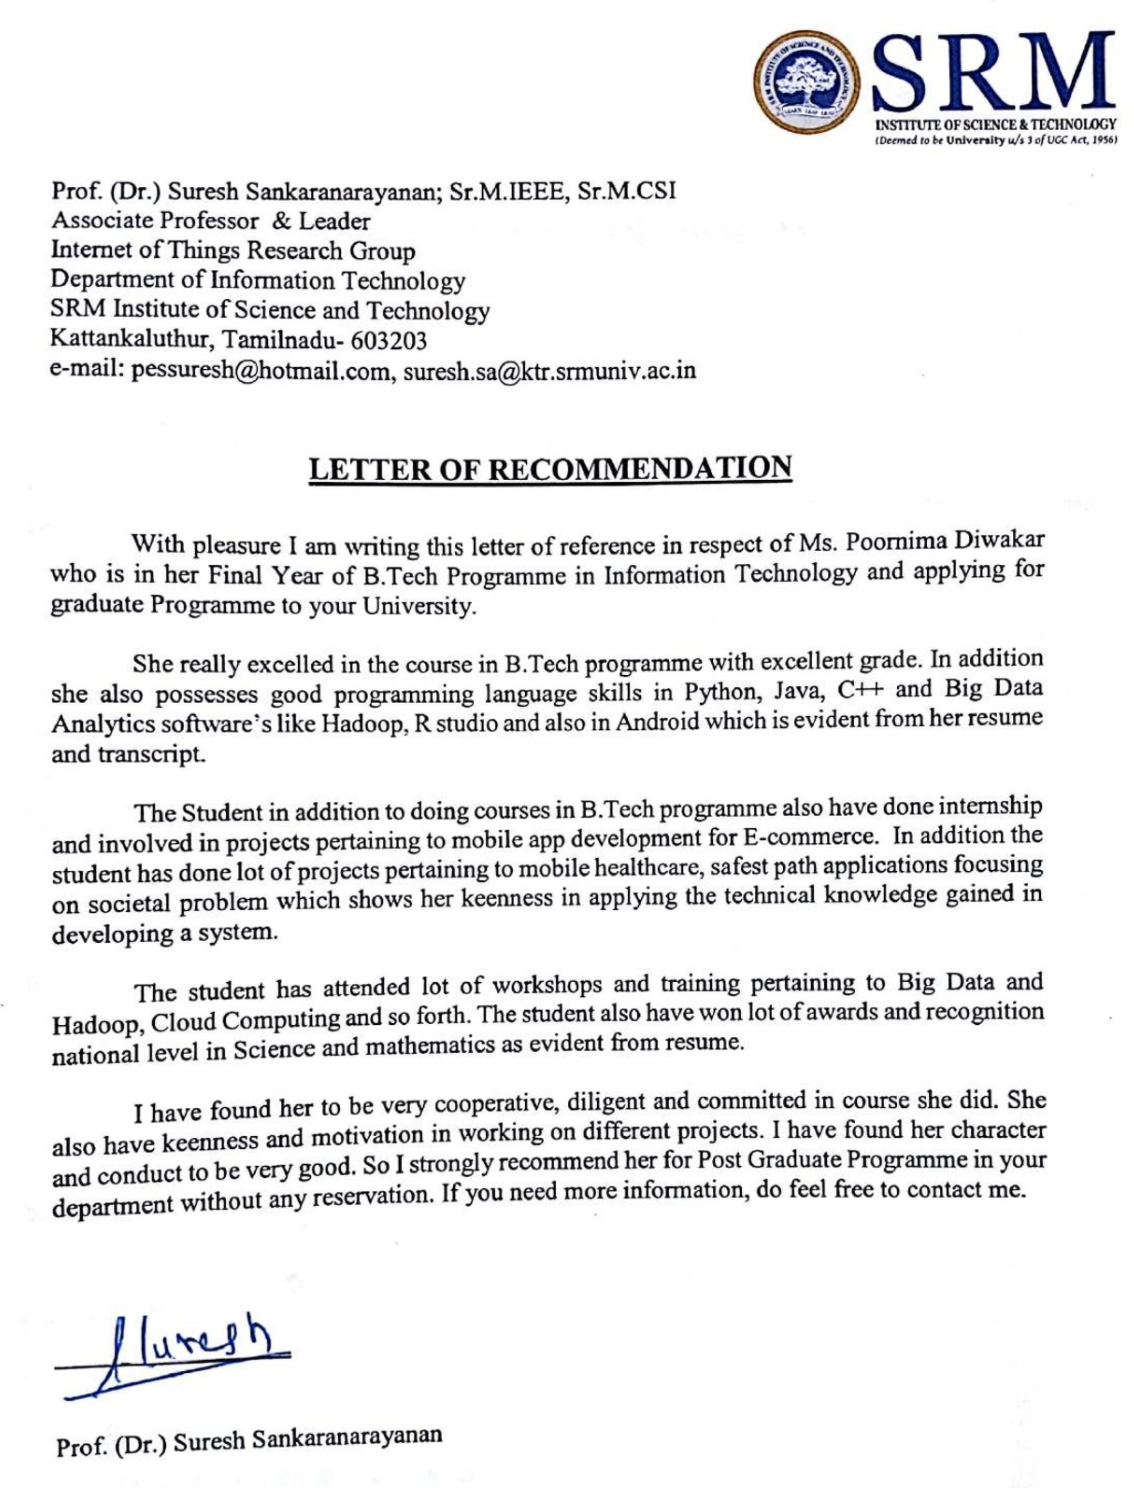 SRM
INSTITUTE OF SCIENCE & TECHNOLOGY
(Deemed to be University u/s 3 of UGC Act, 1956)
Prof. (Dr.) Suresh Sankaranarayanan; Sr.M.IEEE, Sr.M.CSI
Associate Professor & Leader
Internet of Things Research Group
Department of Information Technology
SRM Institute of Science and Technology
Kattankaluthur, Tamilnadu- 603203
e-mail: pessuresh@hotmail.com, suresh.sa@ktr.srmuniv.ac.in
LETTER OF RECOMMENDATION
With pleasure I am writing this letter of reference in respect of Ms. Poornima Diwakar
who is in her Final Year of B.Tech Programme in Information Technology and applying for
graduate Programme to your University.
She really excelled in the course in B.Tech programme with excellent grade. In addition
she also possesses good programming language skills in Python, Java, C++ and Big Data
Analytics software's like Hadoop, R studio and also in Android which is evident from her resume
and transcript.
The Student in addition to doing courses in B.Tech programme also have done internship
and involved in projects pertaining to mobile app development for E-commerce. In addition the
student has done lot of projects pertaining to mobile healthcare, safest path applications focusing
on societal problem which shows her keenness in applying the technical knowledge gained in
developing a system.
The student has attended lot of workshops and training pertaining to Big Data and
Hadoop, Cloud Computing and so forth. The student also have won lot of awards and recognition
national level in Science and mathematics as evident from resume.
I have found her to be very cooperative, diligent and committed in course she did. She
also have keenness and motivation in working on different projects. I have found her character
and conduct to be very good. So I strongly recommend her for Post Graduate Programme in your
department without any reservation. If you need more information, do feel free to contact me.
Suresh
Prof. (Dr.) Suresh Sankaranarayanan